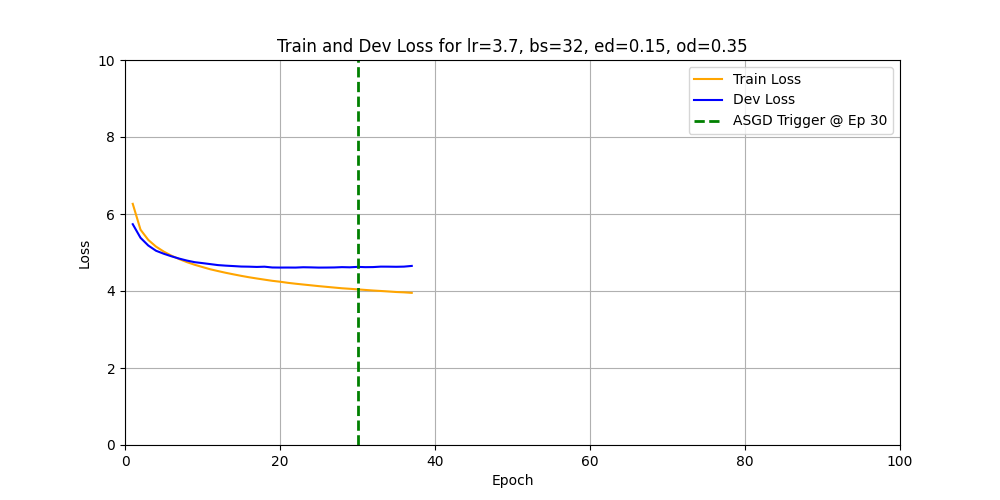 Train and Dev Loss for lr=3.7, bs=32, ed=0.15, od=0.35
Train Loss
Dev Loss
ASGD Trigger @ Ep 30
Loss
10
8
6
4
2
0
0 20 40 60 80 100
Epoch